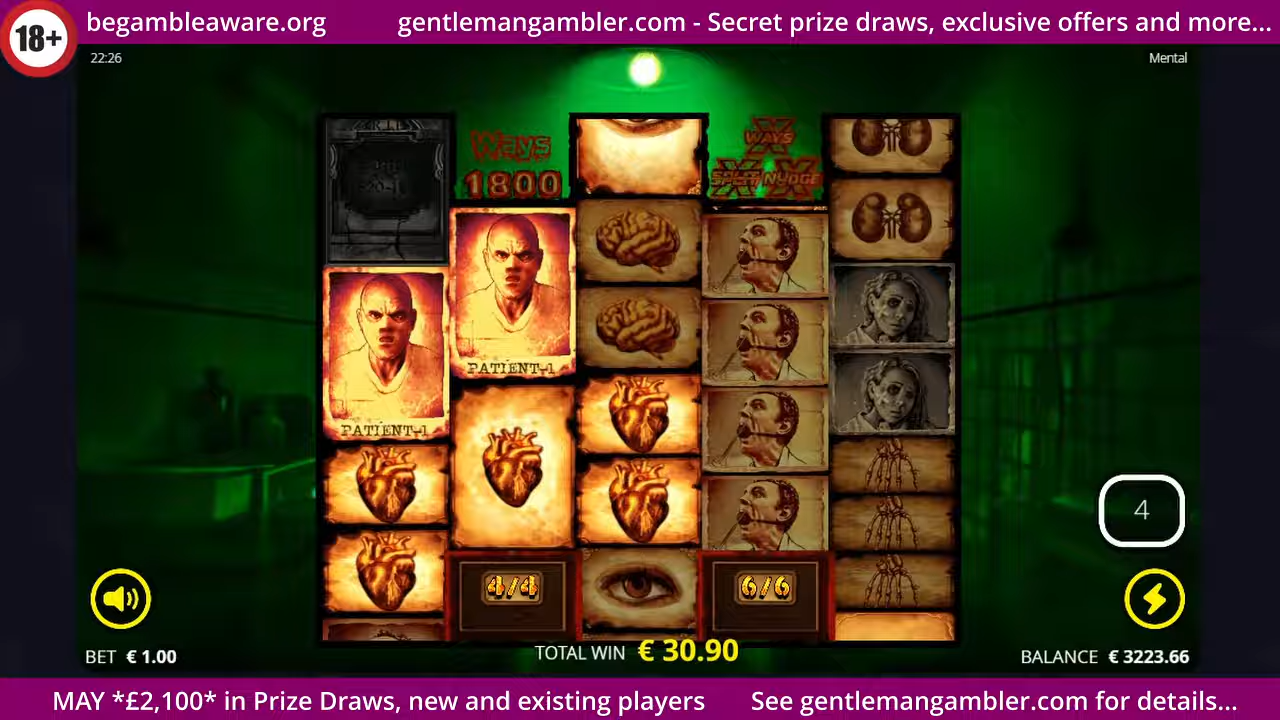 18+
begambleaware.org
gentlemangambler.com - Secret prize draws, exclusive offers and more...
22:26
Mental
Ways
1800
X
WAYS
SPLIT NUDGE
PATIENT-1
PATIENT-1
4/4
6/6
4
BET € 1.00
TOTAL WIN € 30.90
BALANCE € 3223.66
MAY *£2,100* in Prize Draws, new and existing players
See gentlemangambler.com for details...